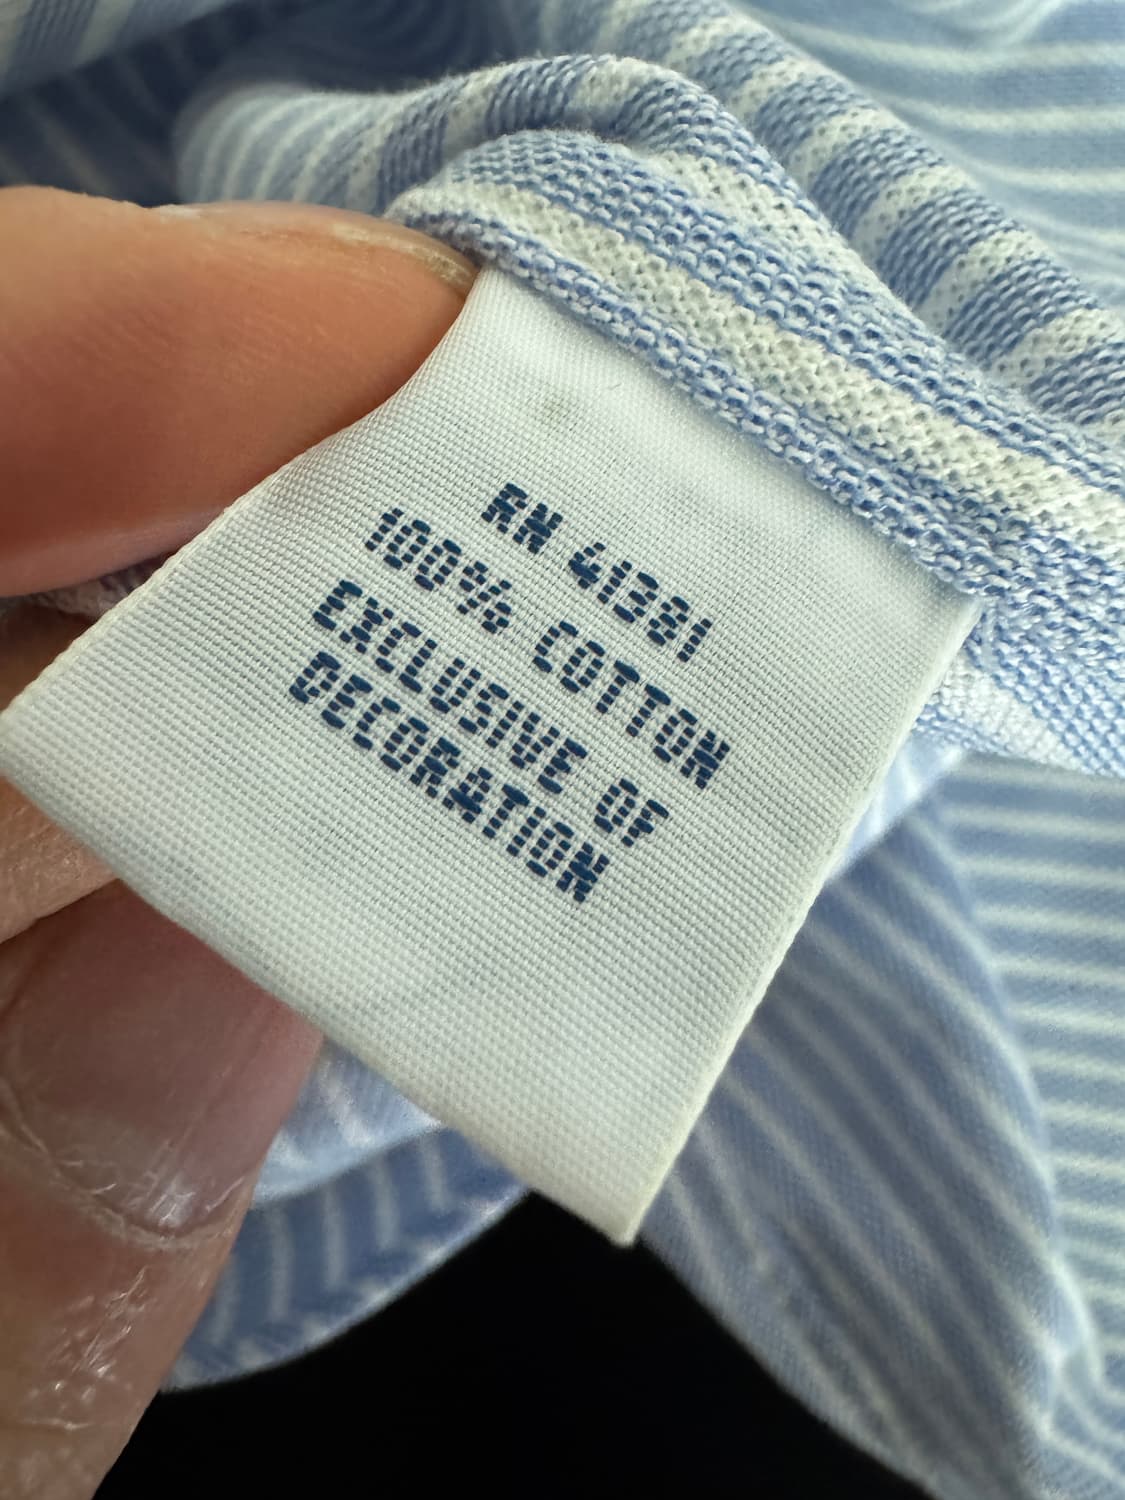 RN 41381
100% COTTON
EXCLUSIVE OF
DECORATION